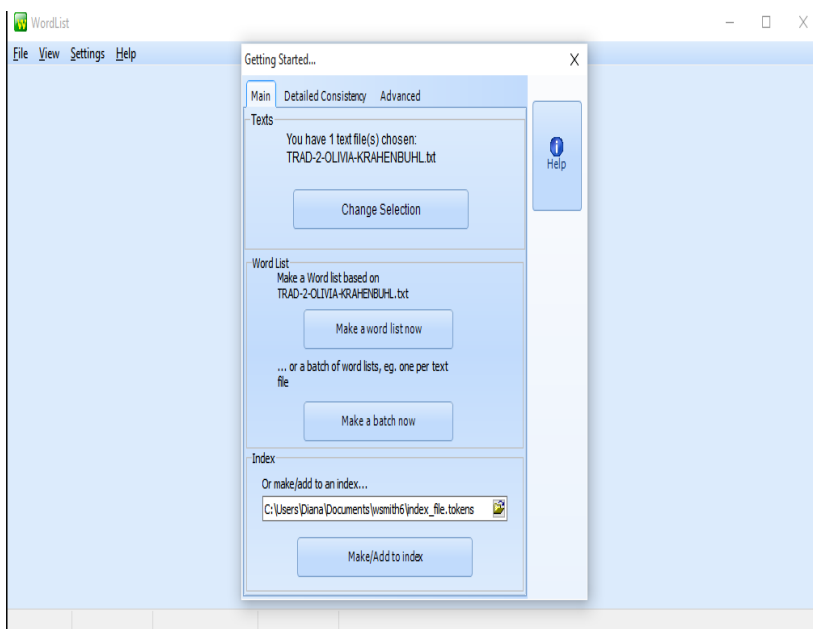 WordList
File View Settings Help
Getting Started...
X
Main Detailed Consistency Advanced
Texts
You have 1 text file(s) chosen:
TRAD-2-OLIVIA-KRAHENBUHL.txt
Change Selection
Help
Word List
Make a Word list based on
TRAD-2-OLIVIA-KRAHENBUHL.txt
Make a word list now
... or a batch of word lists, eg. one per text
file
Make a batch now
Index
Or make/add to an index...
C:\Users\Diana\Documents\wsmith6\index_file.tokens
Make/Add to index